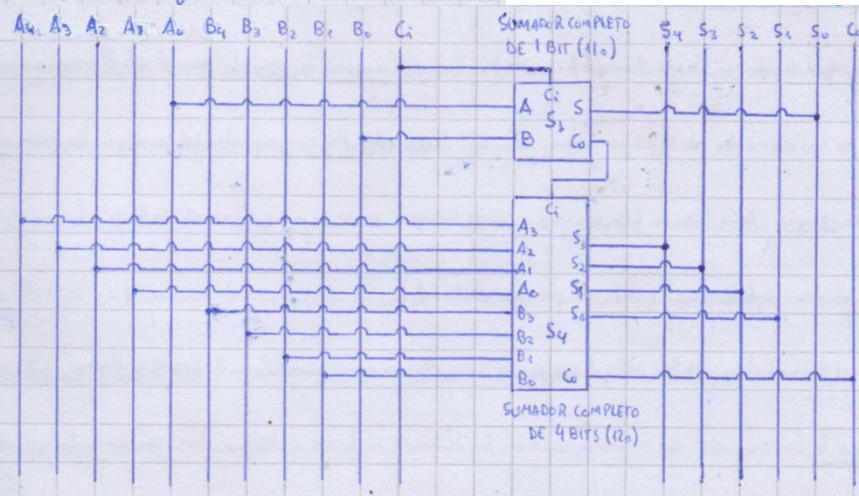 A4 A3 A2 A1 A0 B4 B3 B2 B1 B0 Ci
SUMADOR COMPLETO
DE 1 BIT (I10)
S4 S3 S2 S1 S0 Co
Ci
A S
S1
B Co
Ci
A3
A2 S3
A1 S2
A0 S1
B3 S0
B2 S4
B1
B0 Co
SUMADOR COMPLETO
DE 4 BITS